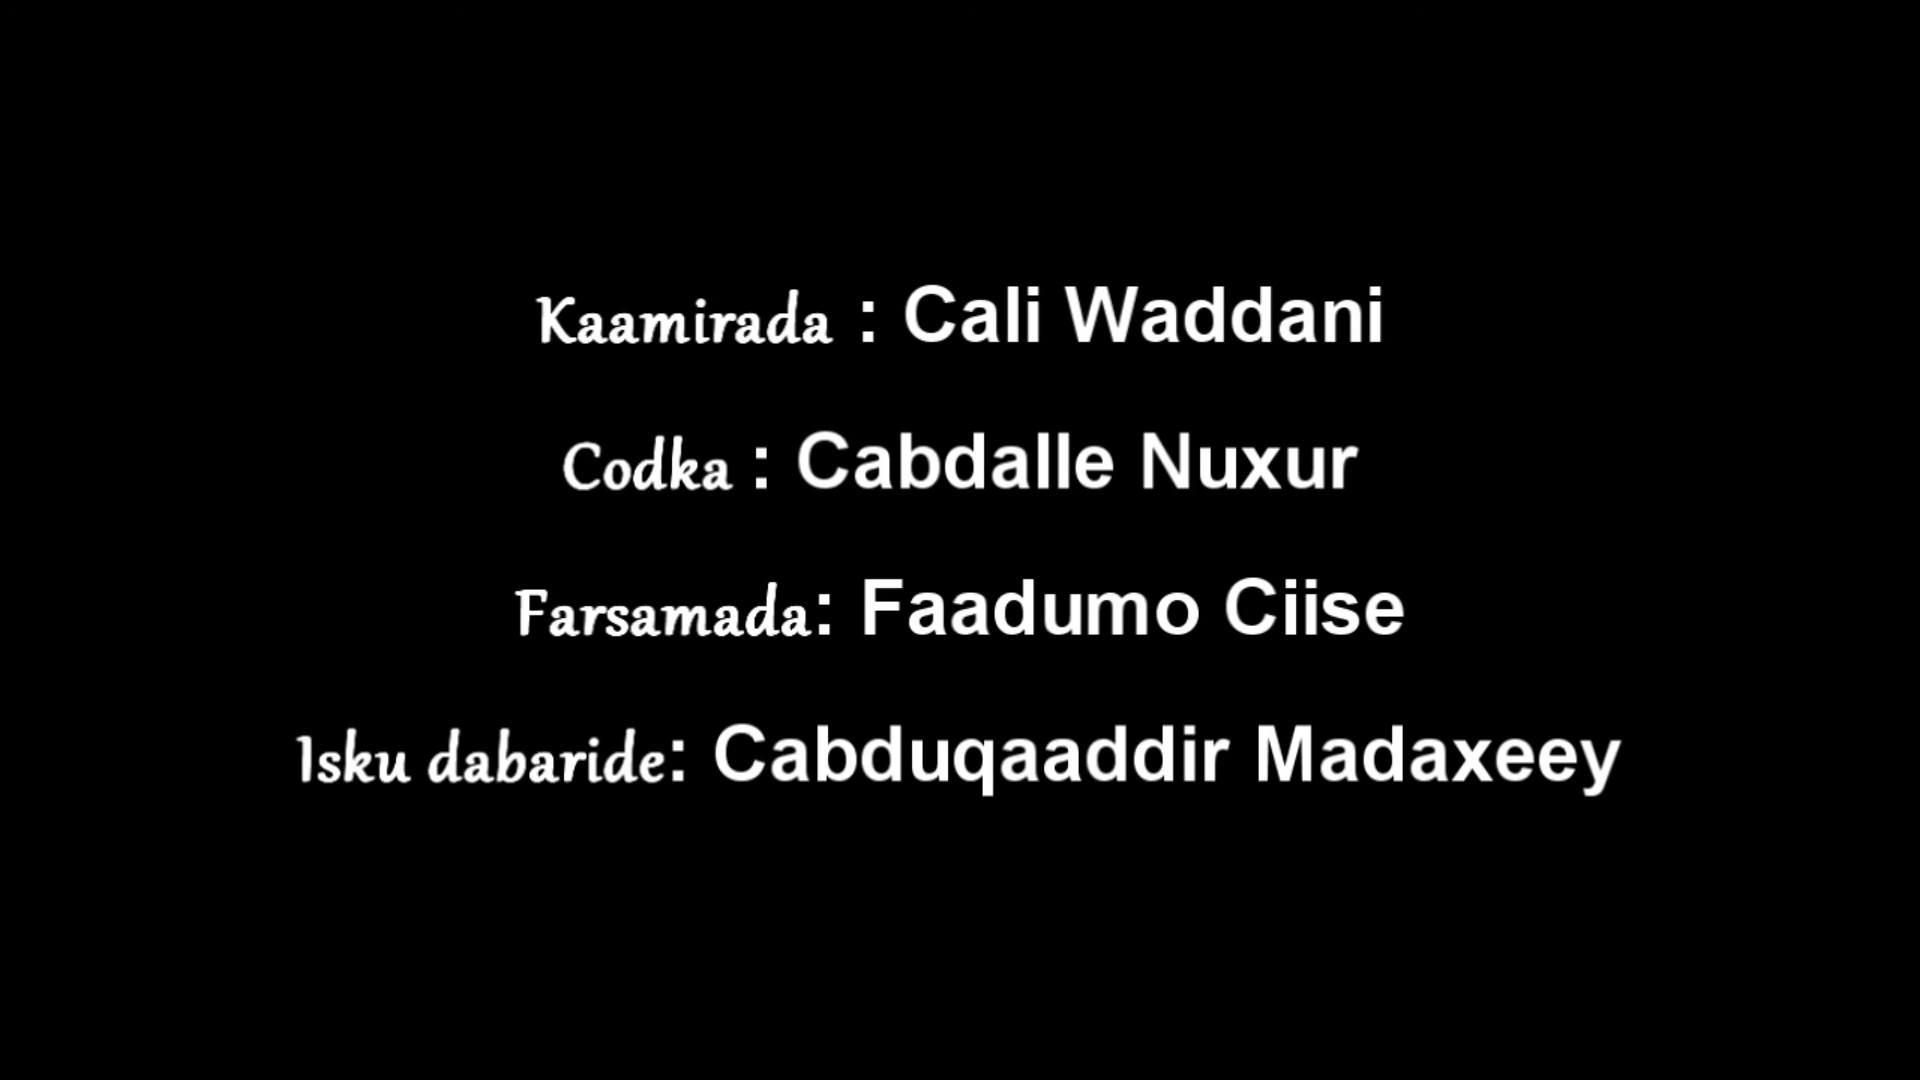 Kaamirada : Cali Waddani
Codka : Cabdalle Nuxur
Farsamada: Faadumo Ciise
Isku dabaride: Cabduqaaddir Madaxeey